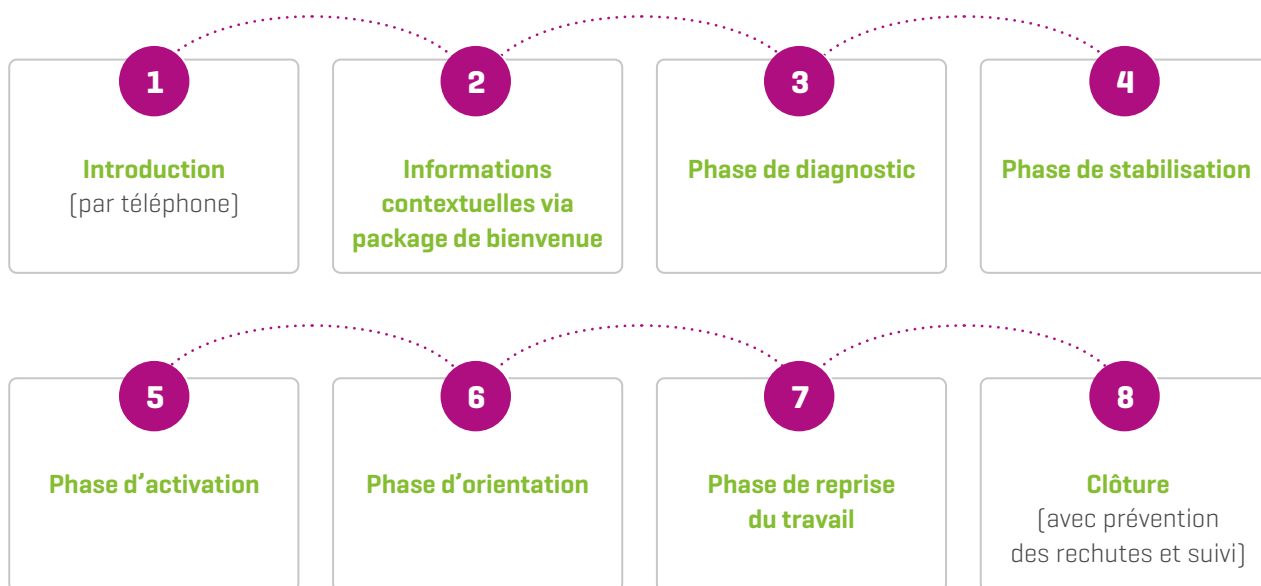 1
Introduction
(par téléphone)
2
Informations
contextuelles via
package de bienvenue
3
Phase de diagnostic
4
Phase de stabilisation
5
Phase d’activation
6
Phase d’orientation
7
Phase de reprise
du travail
8
Clôture
(avec prévention
des rechutes et suivi)